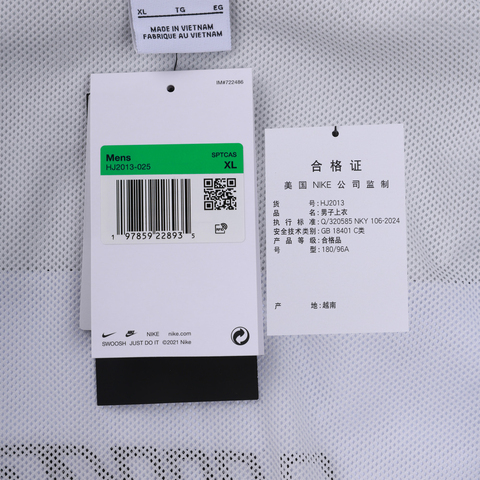 XL TG EG
MADE IN VIETNAM
FABRIQUÉ AU VIETNAM
IM#722486
Mens SPTCAS
HJ2013-025 XL
1 97859 22893 5
NIKE nike.com
SWOOSH JUST DO IT ©2021 Nike
合格证
美国 NIKE 公司监制
货号:HJ2013
品名:男子上衣
执行标准:Q/320585 NKY 106-2024
安全技术类别:GB 18401 C类
产品等级:合格品
号型:180/96A
产地:越南